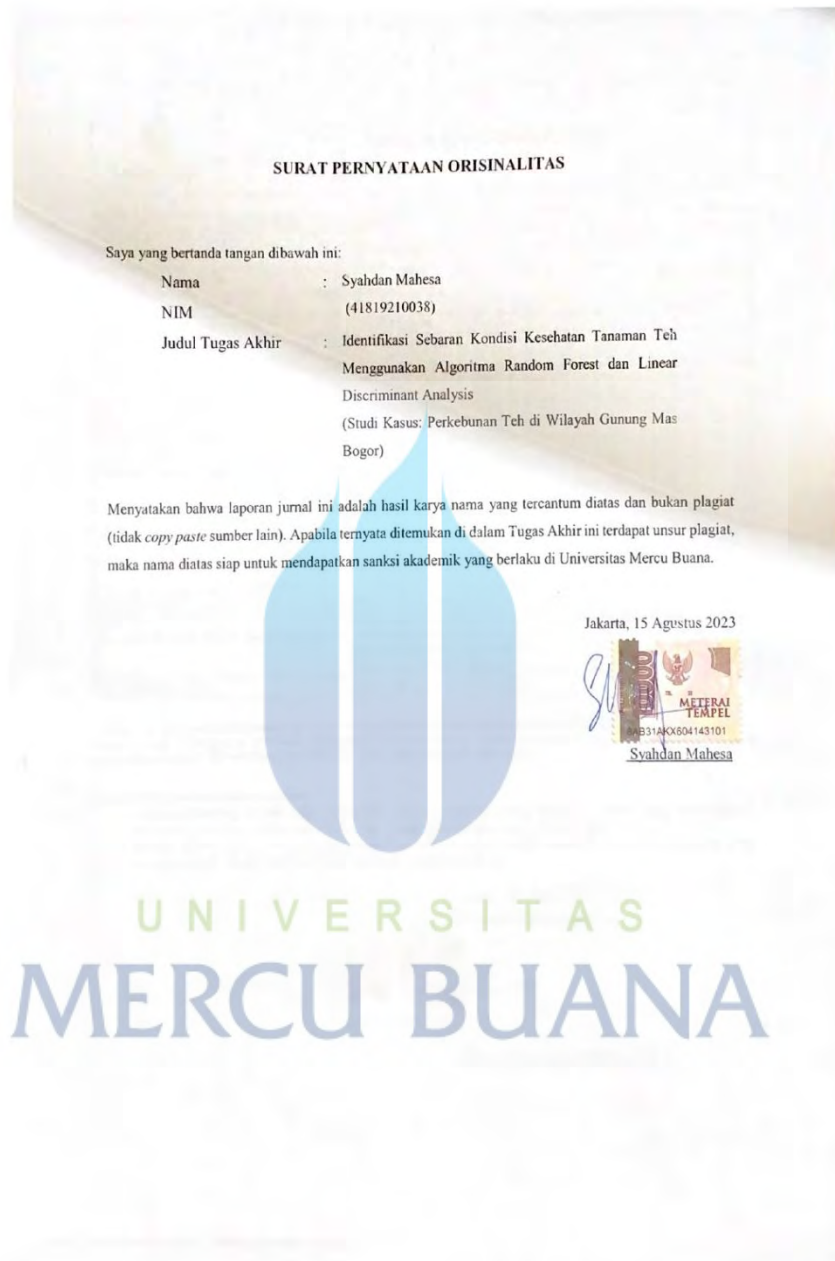 SURAT PERNYATAAN ORISINALITAS
Saya yang bertanda tangan dibawah ini:
Nama : Syahdan Mahesa
NIM (41819210038)
Judul Tugas Akhir : Identifikasi Sebaran Kondisi Kesehatan Tanaman Teh
Menggunakan Algoritma Random Forest dan Linear
Discriminant Analysis
(Studi Kasus: Perkebunan Teh di Wilayah Gunung Mas
Bogor)
Menyatakan bahwa laporan jurnal ini adalah hasil karya nama yang tercantum diatas dan bukan plagiat
(tidak copy paste sumber lain). Apabila ternyata ditemukan di dalam Tugas Akhir ini terdapat unsur plagiat,
maka nama diatas siap untuk mendapatkan sanksi akademik yang berlaku di Universitas Mercu Buana.
Jakarta, 15 Agustus 2023
METERAI
TEMPEL
Syahdan Mahesa
UNIVERSITAS
MERCU BUANA